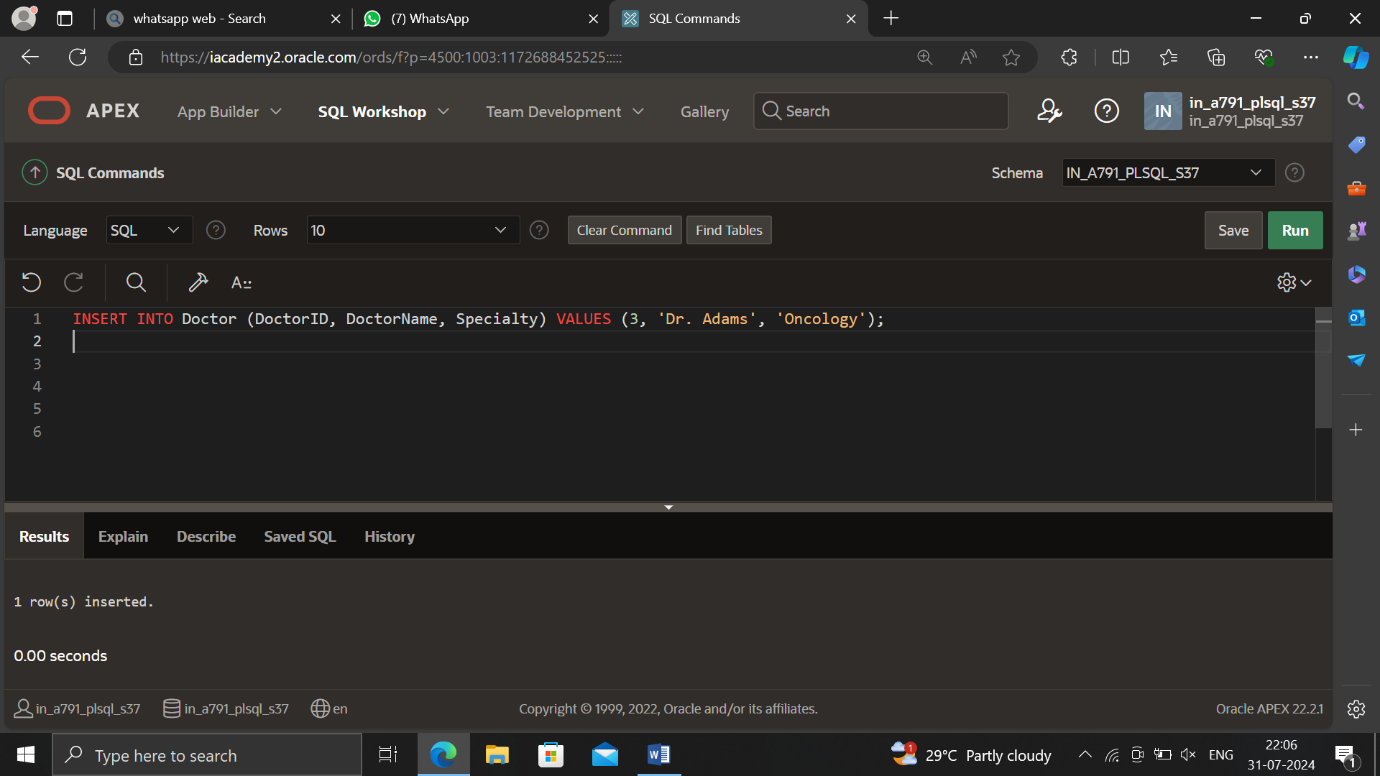 whatsapp web - Search
(7) WhatsApp
SQL Commands
https://iacademy2.oracle.com/ords/f?p=4500:1003:1172688452525:::::
APEX
App Builder
SQL Workshop
Team Development
Gallery
Search
IN
in_a791_plsql_s37
in_a791_plsql_s37
SQL Commands
Schema
IN_A791_PLSQL_S37
Language
SQL
Rows
10
Clear Command
Find Tables
Save
Run
A::
1 INSERT INTO Doctor (DoctorID, DoctorName, Specialty) VALUES (3, 'Dr. Adams', 'Oncology');
2
3
4
5
6
Results
Explain
Describe
Saved SQL
History
1 row(s) inserted.
0.00 seconds
in_a791_plsql_s37
in_a791_plsql_s37
en
Copyright © 1999, 2022, Oracle and/or its affiliates.
Oracle APEX 22.2.1
Type here to search
1
29°C Partly cloudy
ENG
22:06
31-07-2024
1